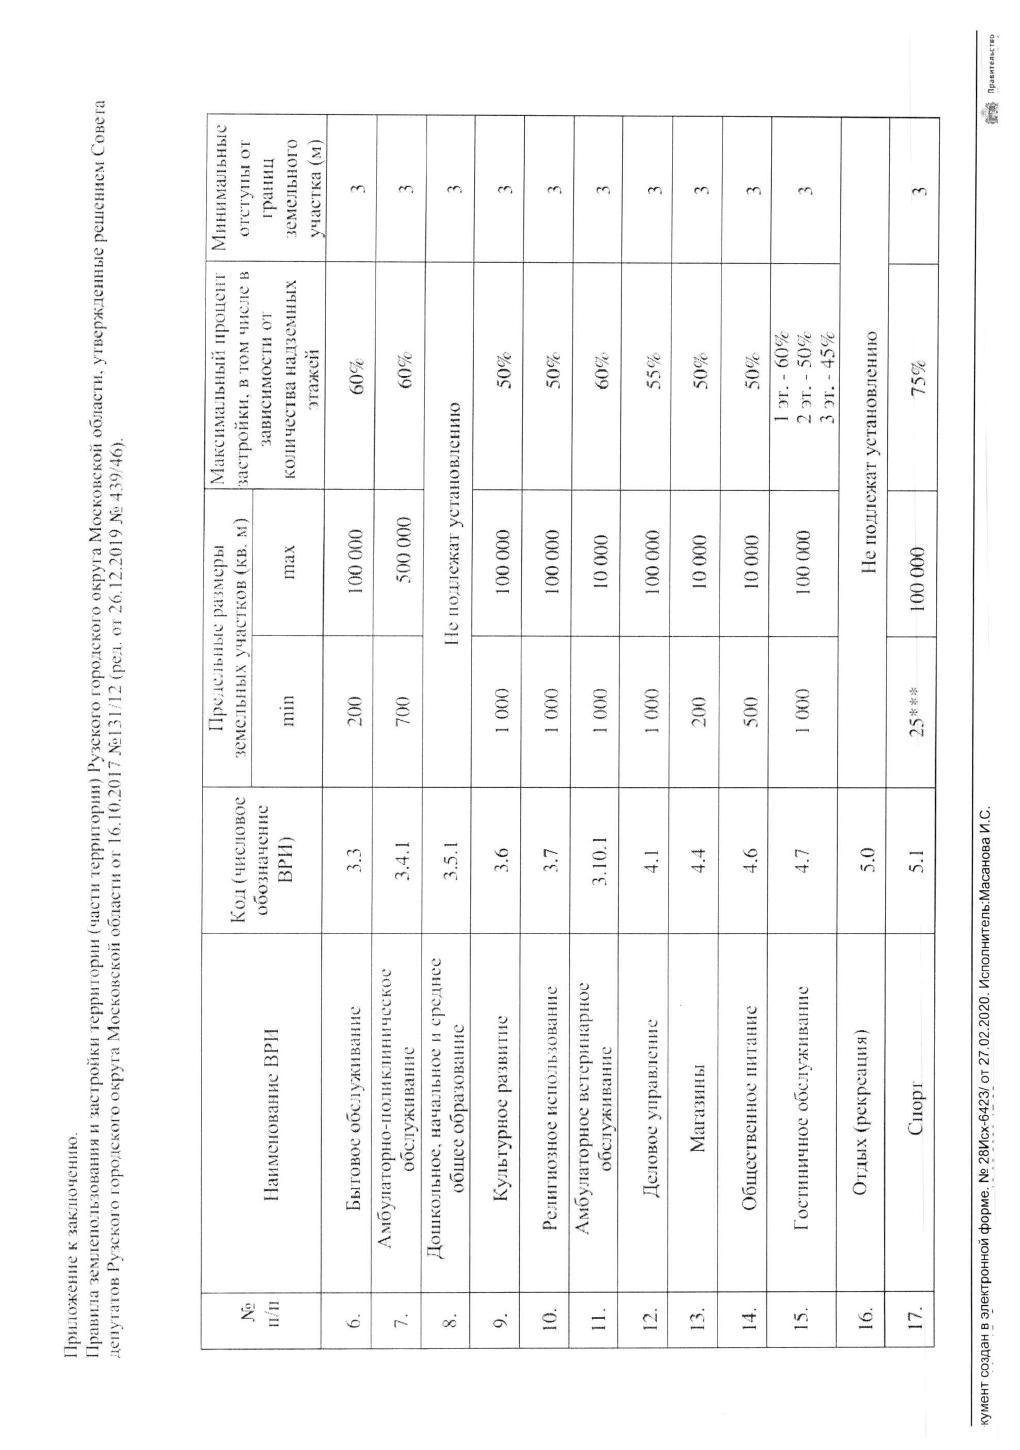 Приложение к заключению.
Правила землепользования и застройки территории (части территории) Рузского городского округа Московской области, утвержденные решением Совета
депутатов Рузского городского округа Московской области от 16.10.2017 №131/12 (ред. от 26.12.2019 № 439/46).
№ п/п Наименование ВРИ Код (числовое обозначение ВРИ) Предельные размеры земельных участков (кв. м) Максимальный процент застройки, в том числе в зависимости от количества надземных этажей Минимальные отступы от границ земельного участка (м)
min max
6. Бытовое обслуживание 3.3 200 100 000 60% 3
7. Амбулаторно-поликлиническое обслуживание 3.4.1 700 500 000 60% 3
8. Дошкольное, начальное и среднее общее образование 3.5.1 Не подлежат установлению 3
9. Культурное развитие 3.6 1 000 100 000 50% 3
10. Религиозное использование 3.7 1 000 100 000 50% 3
11. Амбулаторное ветеринарное обслуживание 3.10.1 1 000 10 000 60% 3
12. Деловое управление 4.1 1 000 100 000 55% 3
13. Магазины 4.4 200 10 000 50% 3
14. Общественное питание 4.6 500 10 000 50% 3
15. Гостиничное обслуживание 4.7 1 000 100 000 1 эт. - 60% 3
2 эт. - 50%
3 эт. - 45%
16. Отдых (рекреация) 5.0 Не подлежат установлению
17. Спорт 5.1 25*** 100 000 75% 3
кумент создан в электронной форме. № 28Исх-6423/ от 27.02.2020. Исполнитель:Масанова И.С.
Правительство